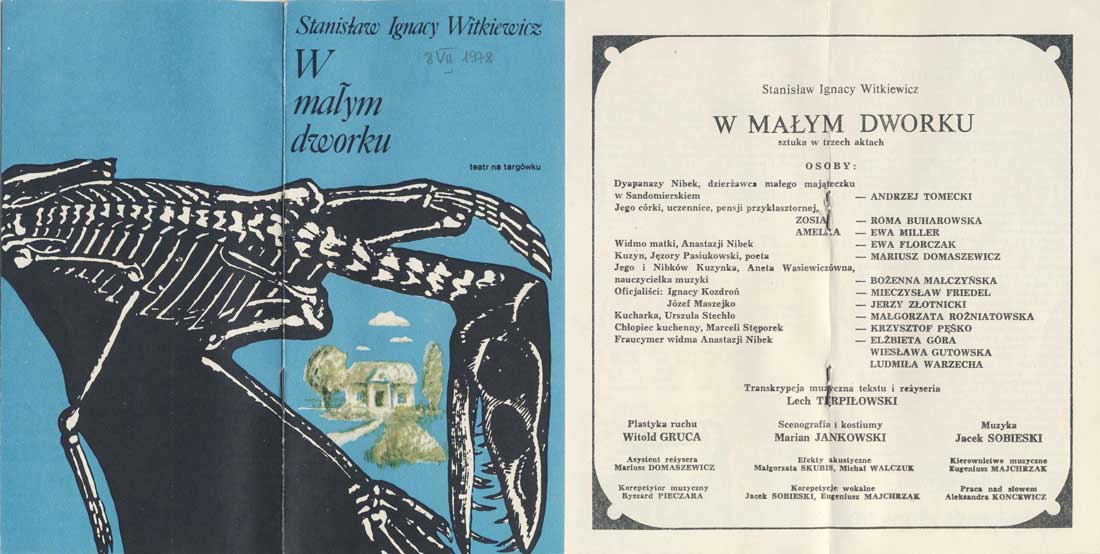 Stanisław Ignacy Witkiewicz
8 VII 1978
W
małym
dworku
teatr na targówku
Stanisław Ignacy Witkiewicz
W MAŁYM DWORKU
sztuka w trzech aktach
OSOBY:
Dyapanazy Nibek, dzierżawca małego mająteczku
w Sandomierskiem — ANDRZEJ TOMECKI
Jego córki, uczennice, pensji przyklasztornej,
ZOSIA — ROMA BUHAROWSKA
AMELKA — EWA MILLER
Widmo matki, Anastazji Nibek — EWA FLORCZAK
Kuzyn, Jęzory Pasiukowski, poeta — MARIUSZ DOMASZEWICZ
Jego i Nibków Kuzynka, Aneta Wasiewiczówna,
nauczycielka muzyki — BOŻENNA MAŁCZYŃSKA
Oficjaliści: Ignacy Kozdroń — MIECZYSŁAW FRIEDEL
Józef Maszejko — JERZY ZŁOTNICKI
Kucharka, Urszula Stechło — MAŁGORZATA ROŻNIATOWSKA
Chłopiec kuchenny, Marceli Stęporek — KRZYSZTOF PĘŚKO
Fraucymer widma Anastazji Nibek — ELŻBIETA GÓRA
WIESŁAWA GUTOWSKA
LUDMIŁA WARZECHA
Transkrypcja muzyczna tekstu i reżyseria
Lech TERPIŁOWSKI
Plastyka ruchu Scenografia i kostiumy Muzyka
Witold GRUCA Marian JANKOWSKI Jacek SOBIESKI
Asystent reżysera Efekty akustyczne Kierownictwo muzyczne
Mariusz DOMASZEWICZ Małgorzata SKUBIS, Michał WALCZUK Eugeniusz MAJCHRZAK
Korepetytor muzyczny Korepetycje wokalne Praca nad słowem
Ryszard PIECZARA Jacek SOBIESKI, Eugeniusz MAJCHRZAK Aleksandra KONCEWICZ